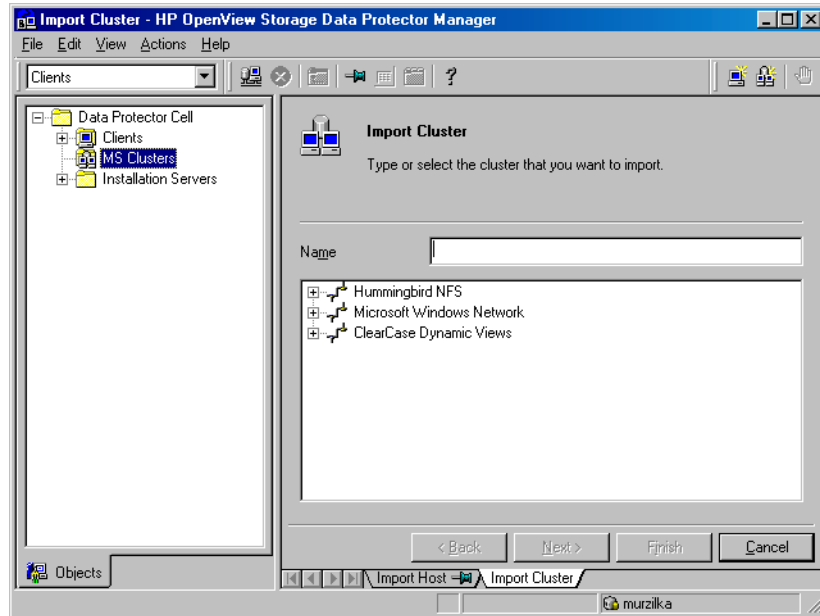 Import Cluster - HP OpenView Storage Data Protector Manager
File Edit View Actions Help
Clients
?
Data Protector Cell
Clients
MS Clusters
Installation Servers
Import Cluster
Type or select the cluster that you want to import.
Name
Hummingbird NFS
Microsoft Windows Network
ClearCase Dynamic Views
< Back Next > Finish Cancel
Objects
Import Host Import Cluster
murzilka